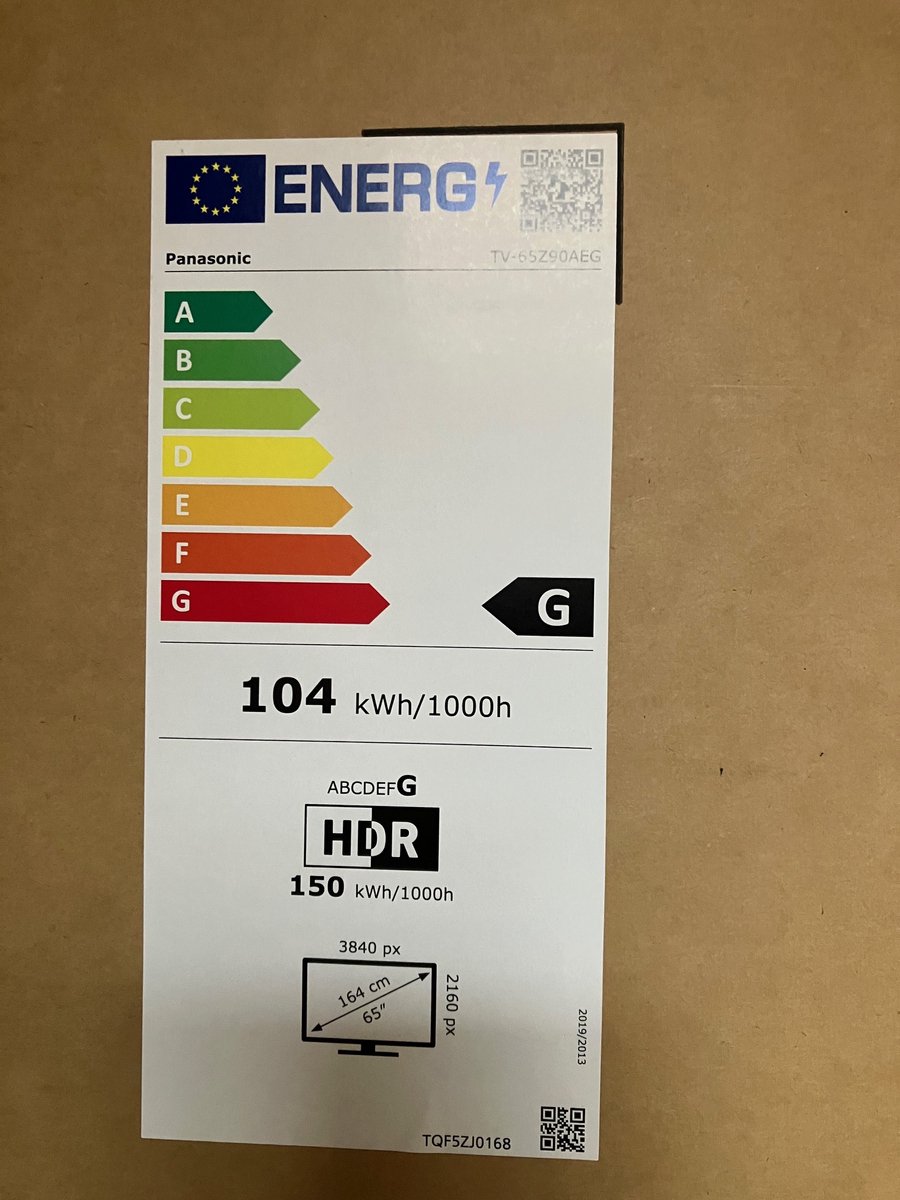 ENERG
Panasonic TV-65Z90AEG
A
B
C
D
E
F
G G
104 kWh/1000h
ABCDEFG
HDR
150 kWh/1000h
3840 px
164 cm
65"
2160 px
2019/2013
TQF5ZJ0168